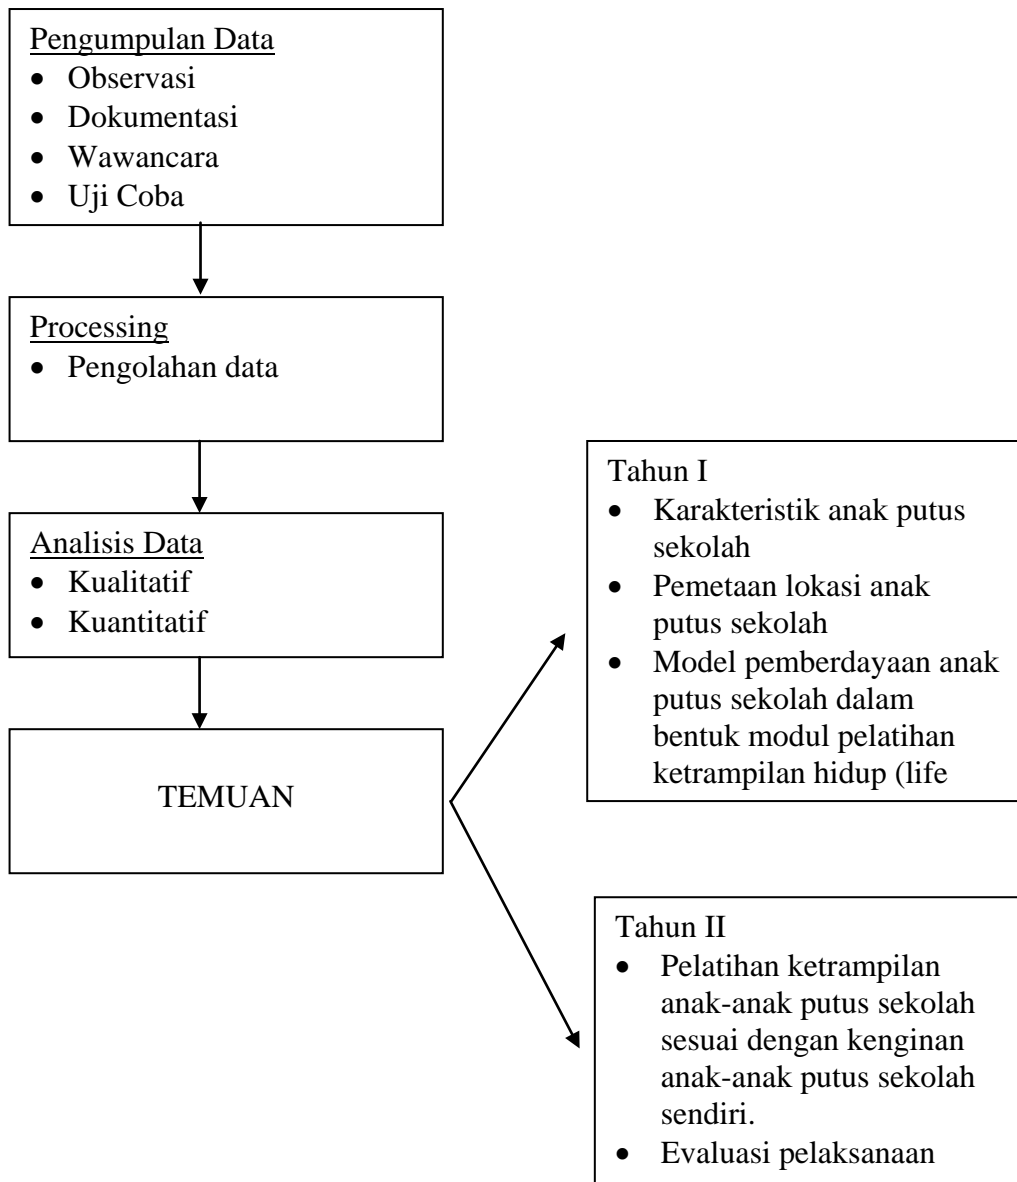 Pengumpulan Data
• Observasi
• Dokumentasi
• Wawancara
• Uji Coba
Processing
• Pengolahan data
Analisis Data
• Kualitatif
• Kuantitatif
TEMUAN
Tahun I
• Karakteristik anak putus
sekolah
• Pemetaan lokasi anak
putus sekolah
• Model pemberdayaan anak
putus sekolah dalam
bentuk modul pelatihan
ketrampilan hidup (life
Tahun II
• Pelatihan ketrampilan
anak-anak putus sekolah
sesuai dengan kenginan
anak-anak putus sekolah
sendiri.
• Evaluasi pelaksanaan